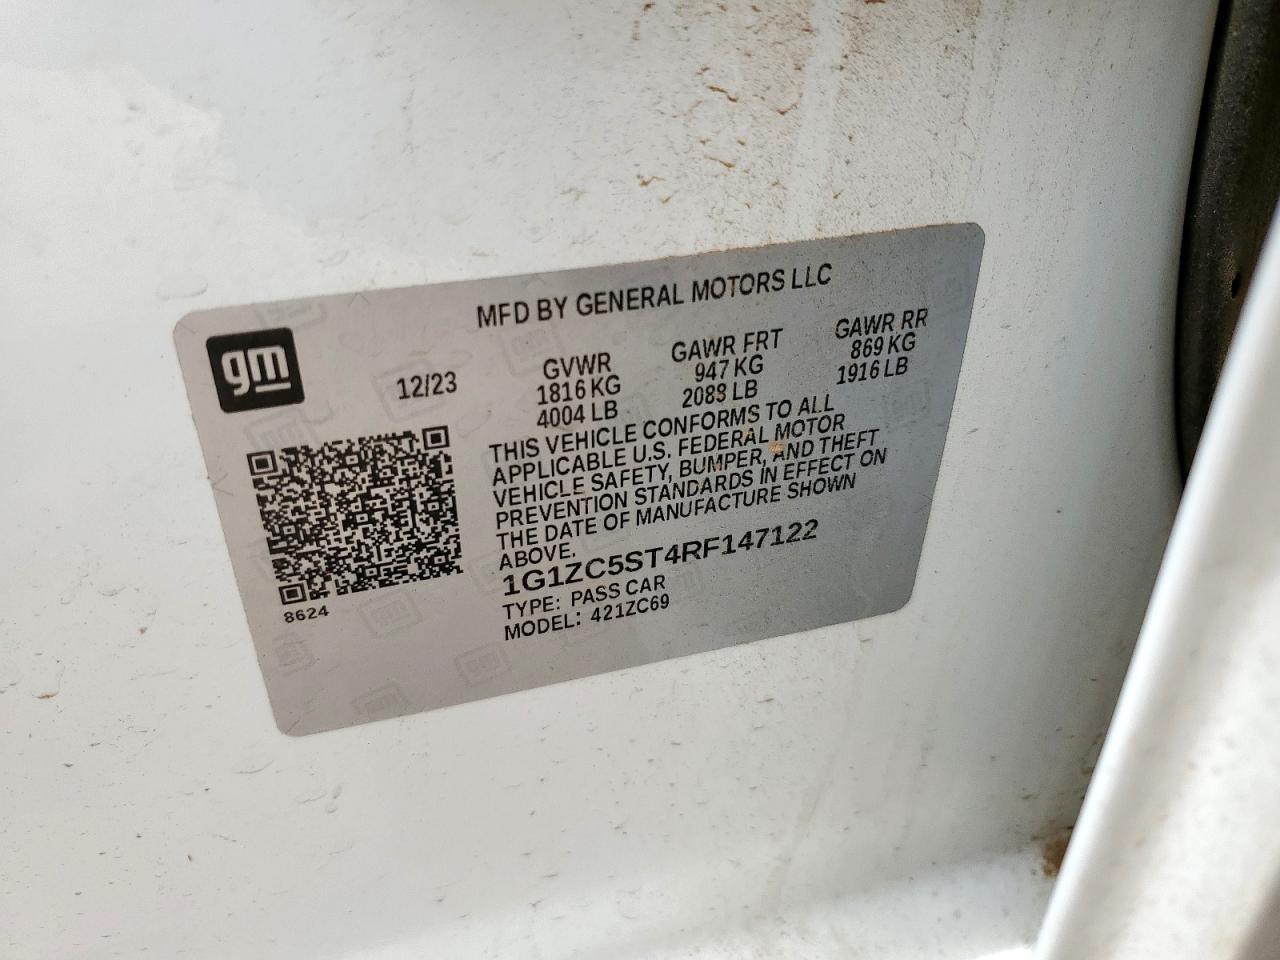 MFD BY GENERAL MOTORS LLC
gm
12/23
GVWR GAWR FRT GAWR RR
1816 KG 947 KG 869 KG
4004 LB 2088 LB 1916 LB
THIS VEHICLE CONFORMS TO ALL
APPLICABLE U.S. FEDERAL MOTOR
VEHICLE SAFETY, BUMPER, AND THEFT
PREVENTION STANDARDS IN EFFECT ON
THE DATE OF MANUFACTURE SHOWN
ABOVE.
1G1ZC5ST4RF147122
8624
TYPE: PASS CAR
MODEL: 421ZC69